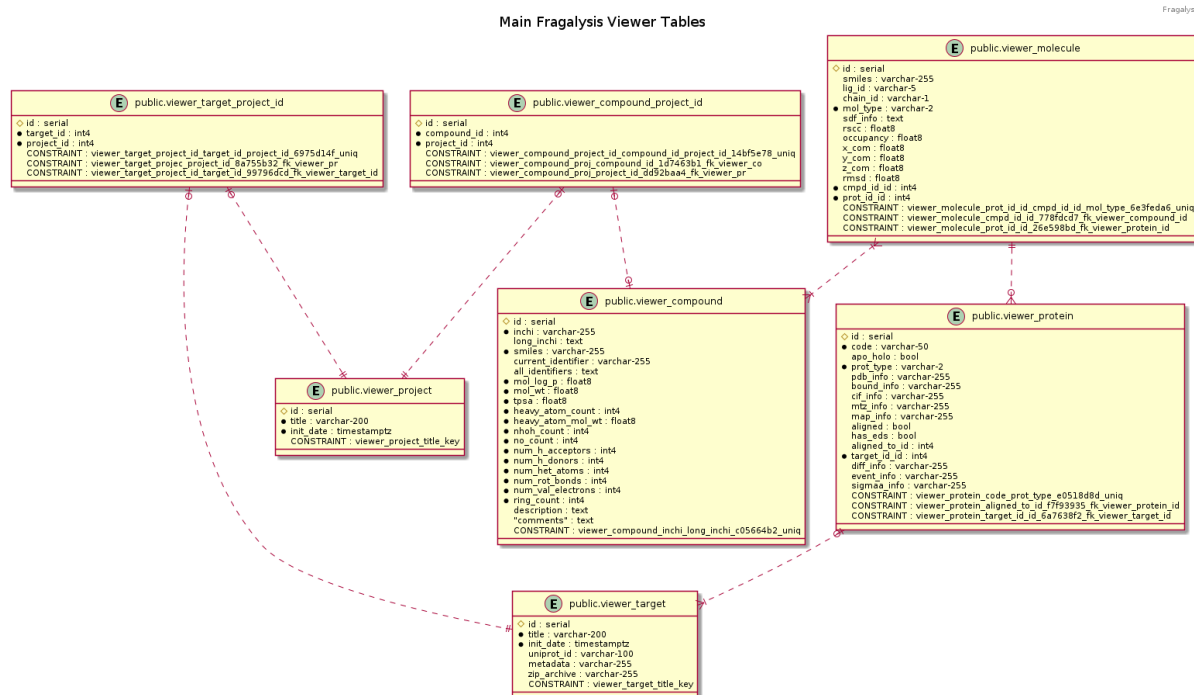 Fragalys
Main Fragalysis Viewer Tables
E public.viewer_molecule
id : serial
smiles : varchar-255
lig_id : varchar-5
chain_id : varchar-1
mol_type : varchar-2
sdf_info : text
rscc : float8
occupancy : float8
x_com : float8
y_com : float8
z_com : float8
rmsd : float8
cmpd_id_id : int4
prot_id_id : int4
CONSTRAINT : viewer_molecule_prot_id_id_cmpd_id_id_mol_type_6e3feda6_uniq
CONSTRAINT : viewer_molecule_cmpd_id_id_778fdcd7_fk_viewer_compound_id
CONSTRAINT : viewer_molecule_prot_id_id_26e598bd_fk_viewer_protein_id
E public.viewer_target_project_id
id : serial
target_id : int4
project_id : int4
CONSTRAINT : viewer_target_project_id_target_id_project_id_6975d14f_uniq
CONSTRAINT : viewer_target_projec_project_id_8a755b32_fk_viewer_pr
CONSTRAINT : viewer_target_project_id_target_id_99796dcd_fk_viewer_target_id
E public.viewer_compound_project_id
id : serial
compound_id : int4
project_id : int4
CONSTRAINT : viewer_compound_project_id_compound_id_project_id_14bf5e78_uniq
CONSTRAINT : viewer_compound_proj_compound_id_1d7463b1_fk_viewer_co
CONSTRAINT : viewer_compound_proj_project_id_dd92baa4_fk_viewer_pr
E public.viewer_compound
id : serial
inchi : varchar-255
long_inchi : text
smiles : varchar-255
current_identifier : varchar-255
all_identifiers : text
mol_log_p : float8
mol_wt : float8
tpsa : float8
heavy_atom_count : int4
heavy_atom_mol_wt : float8
nhoh_count : int4
no_count : int4
num_h_acceptors : int4
num_h_donors : int4
num_het_atoms : int4
num_rot_bonds : int4
num_val_electrons : int4
ring_count : int4
description : text
"comments" : text
CONSTRAINT : viewer_compound_inchi_long_inchi_c05664b2_uniq
E public.viewer_protein
id : serial
code : varchar-50
apo_holo : bool
prot_type : varchar-2
pdb_info : varchar-255
bound_info : varchar-255
cif_info : varchar-255
mtz_info : varchar-255
map_info : varchar-255
aligned : bool
has_eds : bool
aligned_to_id : int4
target_id_id : int4
diff_info : varchar-255
event_info : varchar-255
sigmaa_info : varchar-255
CONSTRAINT : viewer_protein_code_prot_type_e0518d8d_uniq
CONSTRAINT : viewer_protein_aligned_to_id_f7f93935_fk_viewer_protein_id
CONSTRAINT : viewer_protein_target_id_id_6a7638f2_fk_viewer_target_id
E public.viewer_project
id : serial
title : varchar-200
init_date : timestamptz
CONSTRAINT : viewer_project_title_key
E public.viewer_target
id : serial
title : varchar-200
init_date : timestamptz
uniprot_id : varchar-100
metadata : varchar-255
zip_archive : varchar-255
CONSTRAINT : viewer_target_title_key